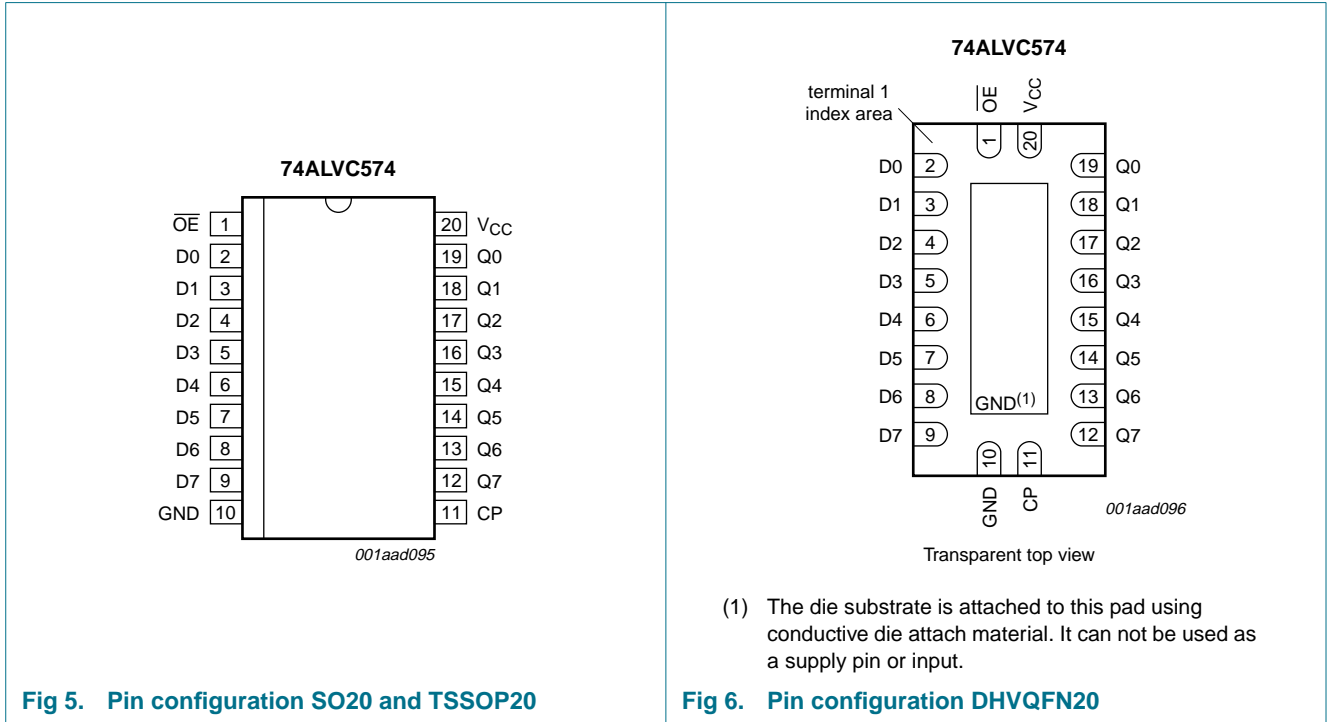 74ALVC574
OE 1 20 VCC
D0 2 19 Q0
D1 3 18 Q1
D2 4 17 Q2
D3 5 16 Q3
D4 6 15 Q4
D5 7 14 Q5
D6 8 13 Q6
D7 9 12 Q7
GND 10 11 CP
001aad095
Fig 5. Pin configuration SO20 and TSSOP20
74ALVC574
terminal 1
index area
OE VCC
1 20
D0 2 19 Q0
D1 3 18 Q1
D2 4 17 Q2
D3 5 16 Q3
D4 6 15 Q4
D5 7 14 Q5
D6 8 GND(1) 13 Q6
D7 9 12 Q7
10 11
GND CP
001aad096
Transparent top view
(1) The die substrate is attached to this pad using
conductive die attach material. It can not be used as
a supply pin or input.
Fig 6. Pin configuration DHVQFN20